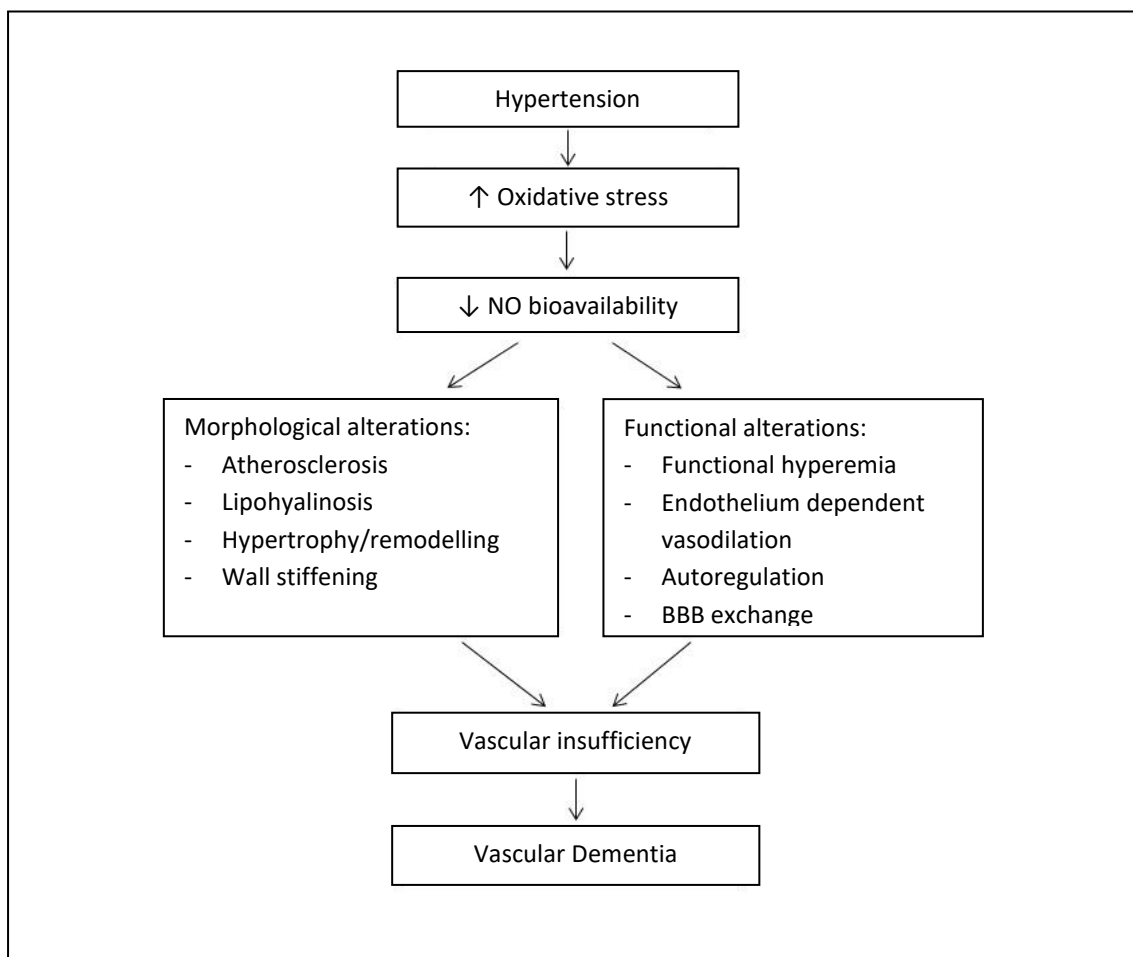 Hypertension
↑ Oxidative stress
↓ NO bioavailability
Morphological alterations:
- Atherosclerosis
- Lipohyalinosis
- Hypertrophy/remodelling
- Wall stiffening
Functional alterations:
- Functional hyperemia
- Endothelium dependent
vasodilation
- Autoregulation
- BBB exchange
Vascular insufficiency
Vascular Dementia